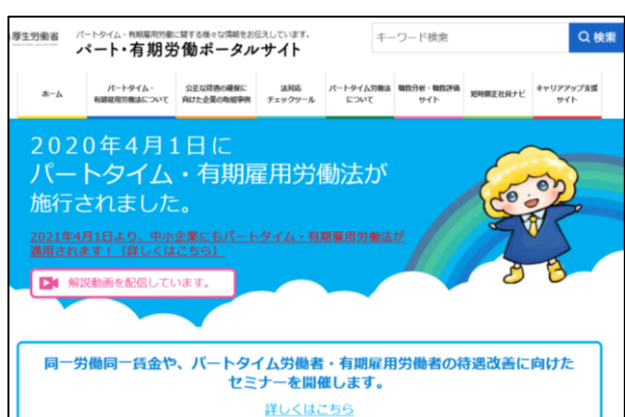 厚生労働省
パートタイム・有期雇用労働に関する様々な情報をお伝えしています。
パート・有期労働ポータルサイト
キーワード検索
検索
ホーム
パートタイム・
有期雇用労働法について
公正な待遇の確保に
向けた企業の取組事例
法対応
チェックツール
パートタイム労働法
について
職務分析・職務評価
サイト
短時間正社員ナビ
キャリアアップ支援
サイト
2020年4月1日に
パートタイム・有期雇用労働法が
施行されました。
2021年4月1日より、中小企業にもパートタイム・有期雇用労働法が
適用されます！（詳しくはこちら）
解説動画を配信しています。
同一労働同一賃金や、パートタイム労働者・有期雇用労働者の待遇改善に向けた
セミナーを開催します。
詳しくはこちら